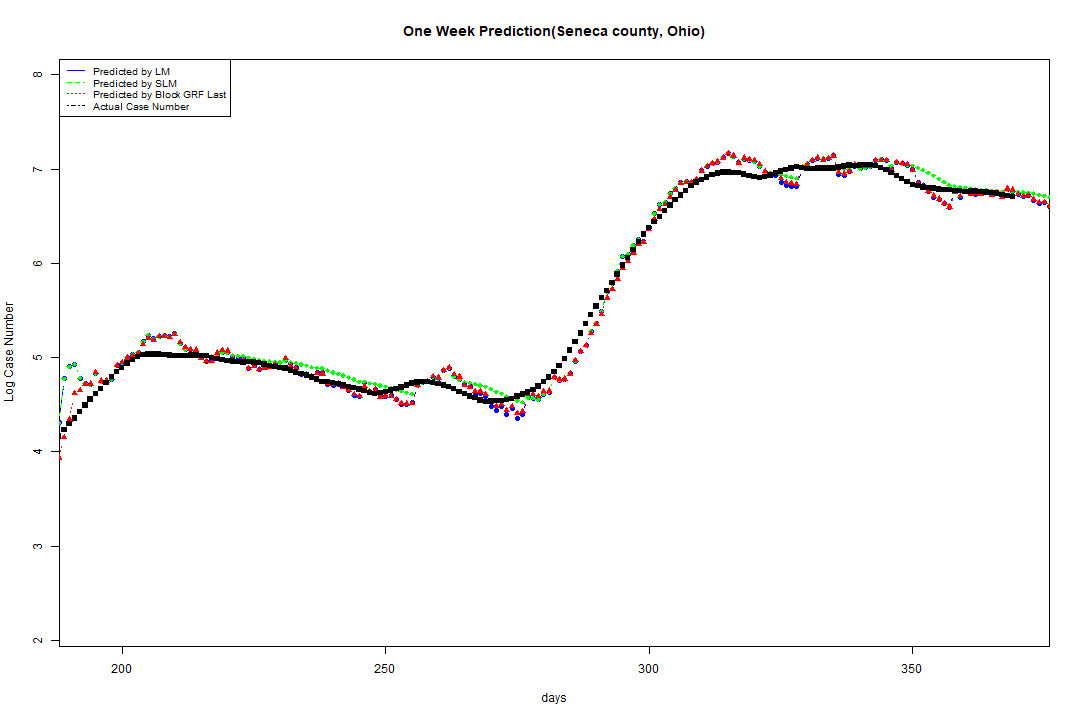 One Week Prediction(Seneca county, Ohio)
Predicted by LM
Predicted by SLM
Predicted by Block GRF Last
Actual Case Number
8
7
6
5
4
3
2
Log Case Number
200 250 300 350
days